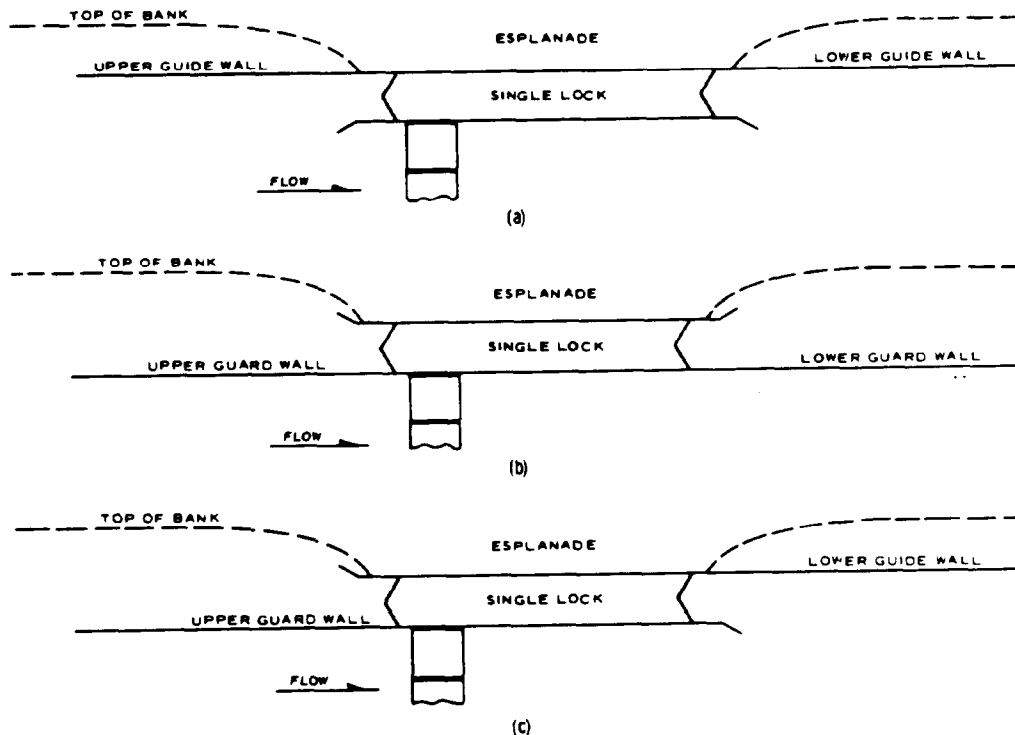 TOP OF BANK
ESPLANADE
UPPER GUIDE WALL
LOWER GUIDE WALL
SINGLE LOCK
FLOW
(a)
TOP OF BANK
ESPLANADE
SINGLE LOCK
UPPER GUARD WALL
LOWER GUARD WALL
FLOW
(b)
TOP OF BANK
ESPLANADE
LOWER GUIDE WALL
SINGLE LOCK
UPPER GUARD WALL
FLOW
(c)